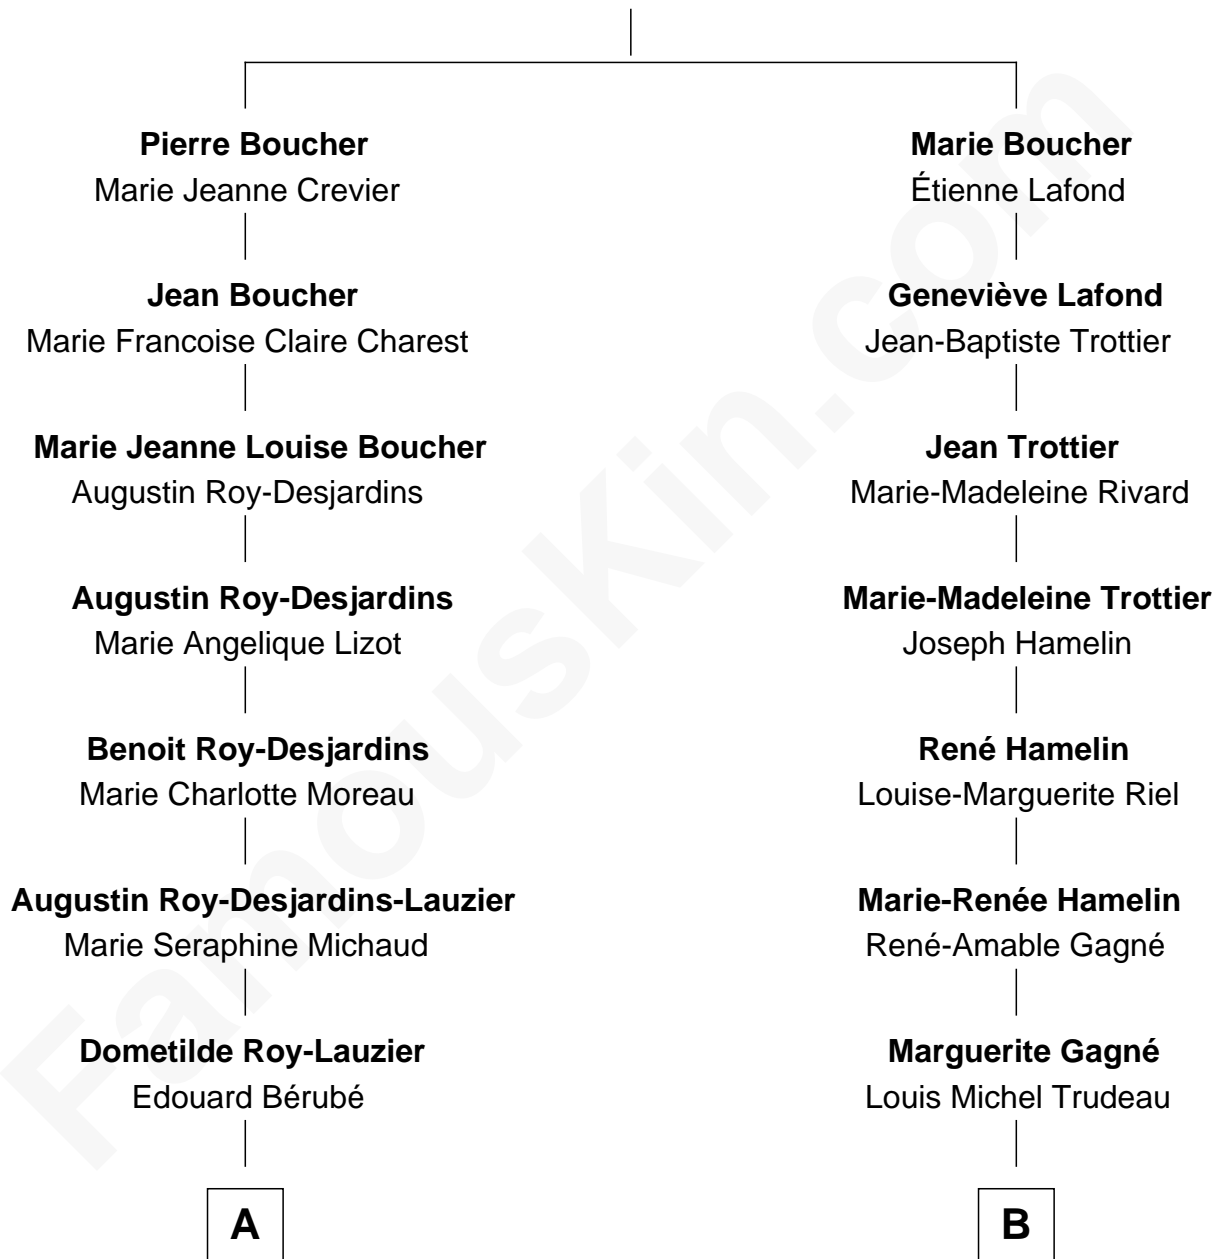 Pierre Boucher
Marie Jeanne Crevier
Jean Boucher
Marie Francoise Claire Charest
Marie Jeanne Louise Boucher
Augustin Roy-Desjardins
Augustin Roy-Desjardins
Marie Angelique Lizot
Benoit Roy-Desjardins
Marie Charlotte Moreau
Augustin Roy-Desjardins-Lauzier
Marie Seraphine Michaud
Dometilde Roy-Lauzier
Edouard Bérubé
A
Marie Boucher
Étienne Lafond
Geneviève Lafond
Jean-Baptiste Trottier
Jean Trottier
Marie-Madeleine Rivard
Marie-Madeleine Trottier
Joseph Hamelin
René Hamelin
Louise-Marguerite Riel
Marie-Renée Hamelin
René-Amable Gagné
Marguerite Gagné
Louis Michel Trudeau
B
FamousKin.com